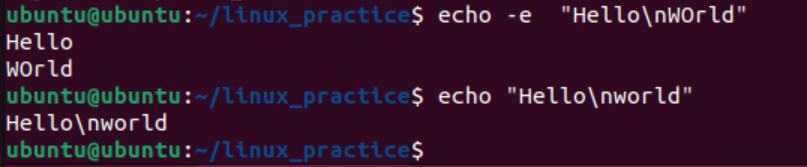 ubuntu@ubuntu:~/linux_practice$ echo -e  "Hello\nWOrld"
Hello
WOrld
ubuntu@ubuntu:~/linux_practice$ echo "Hello\nworld"
Hello\nworld
ubuntu@ubuntu:~/linux_practice$